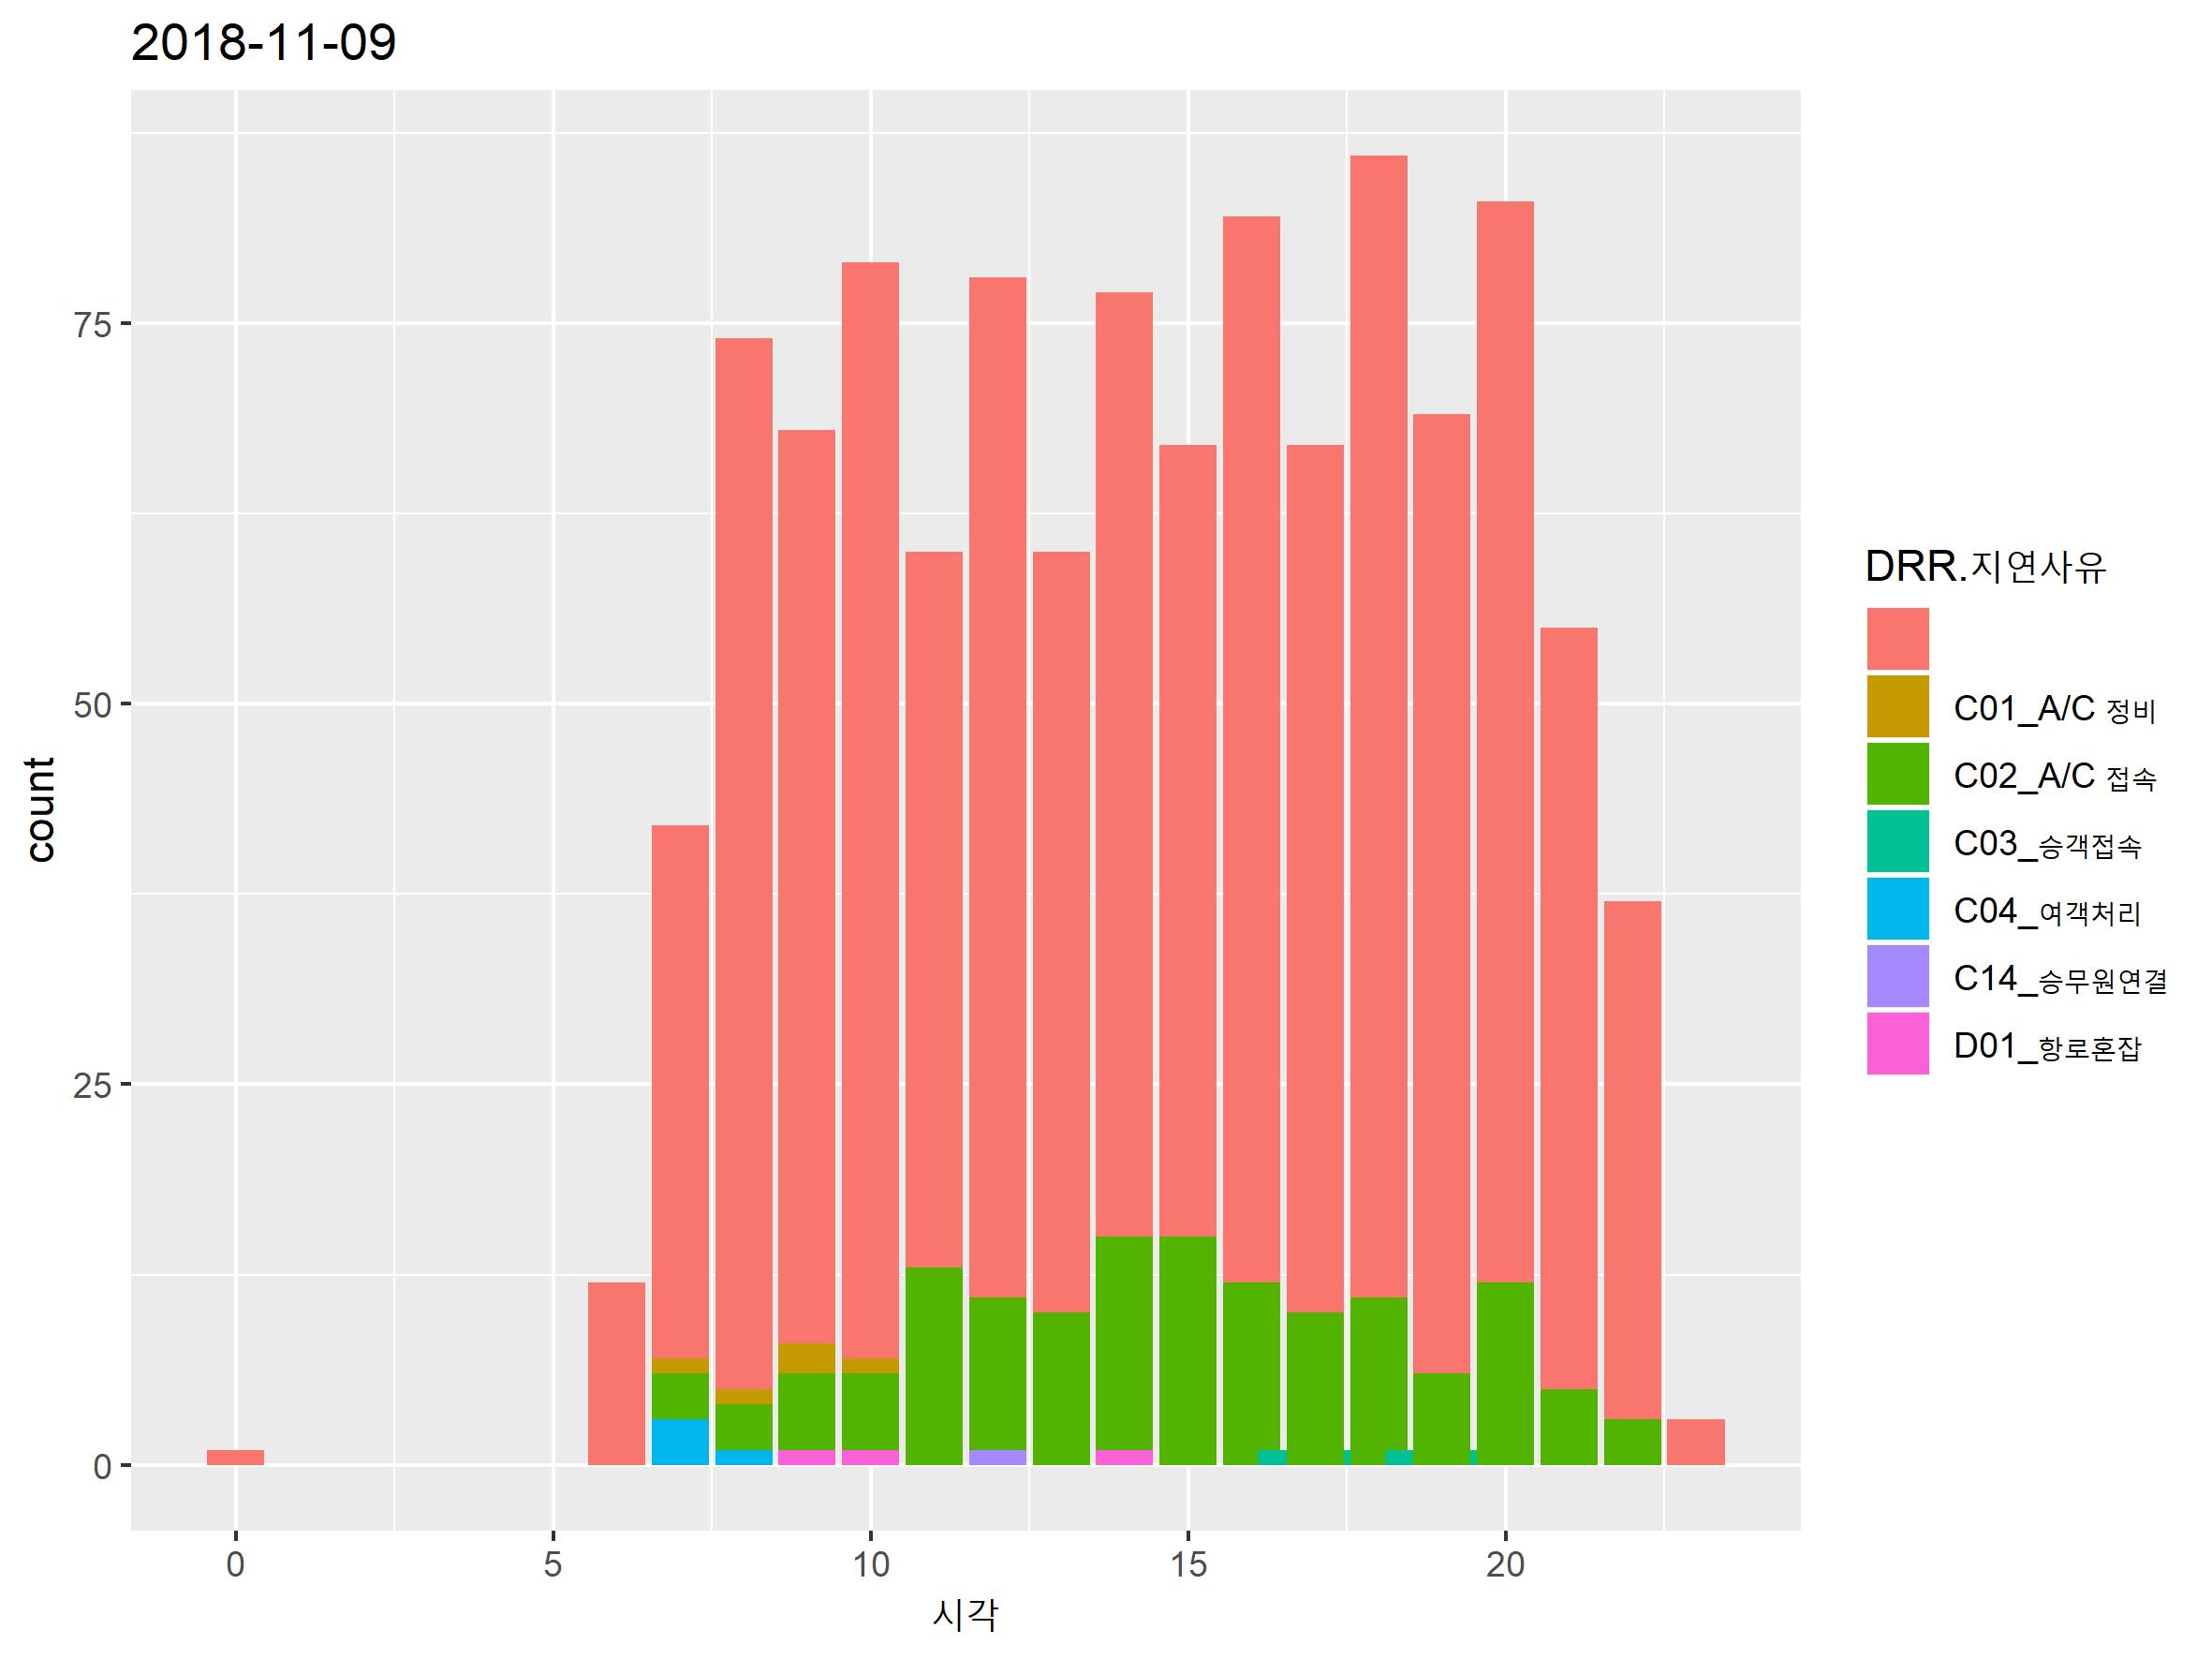 2018-11-09
75
50
25
0
count
0 5 10 15 20
시각
DRR.지연사유
C01_A/C 정비
C02_A/C 접속
C03_승객접속
C04_여객처리
C14_승무원연결
D01_항로혼잡